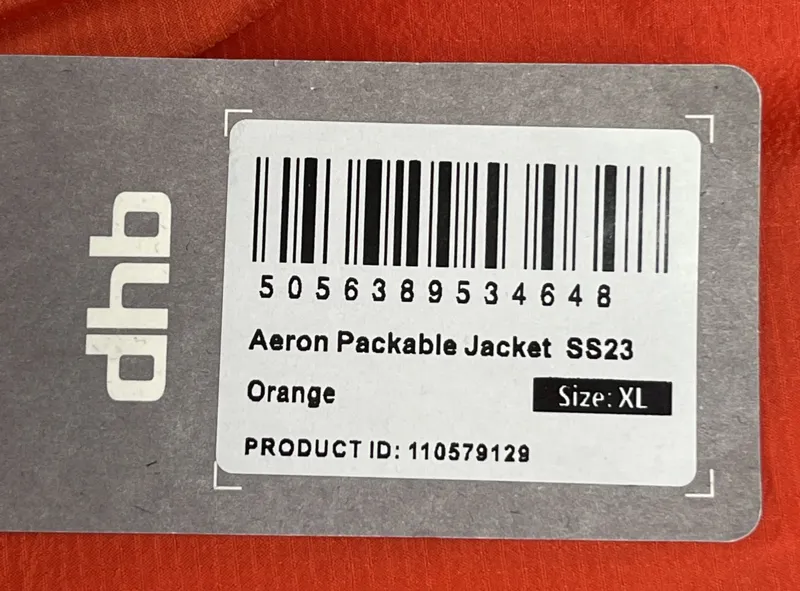 dhb
5056389534648
Aeron Packable Jacket SS23
Orange
Size: XL
PRODUCT ID: 110579129